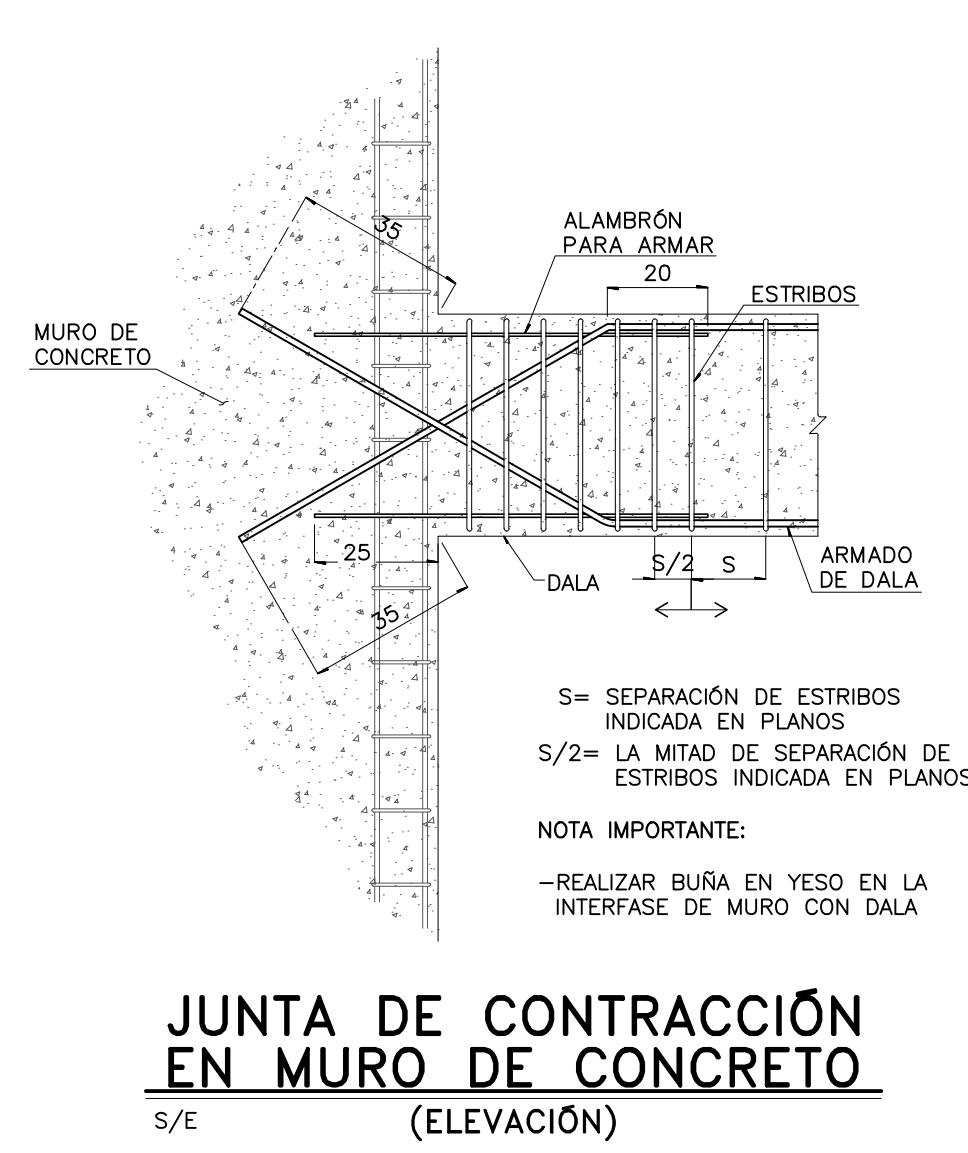 35
ALAMBRÓN
PARA ARMAR
20
ESTRIBOS
MURO DE
CONCRETO
25
S/2
S
ARMADO
DE DALA
DALA
35
S= SEPARACIÓN DE ESTRIBOS
INDICADA EN PLANOS
S/2= LA MITAD DE SEPARACIÓN DE
ESTRIBOS INDICADA EN PLANOS
NOTA IMPORTANTE:
-REALIZAR BUÑA EN YESO EN LA
INTERFASE DE MURO CON DALA
JUNTA DE CONTRACCIÓN
EN MURO DE CONCRETO
S/E
(ELEVACIÓN)